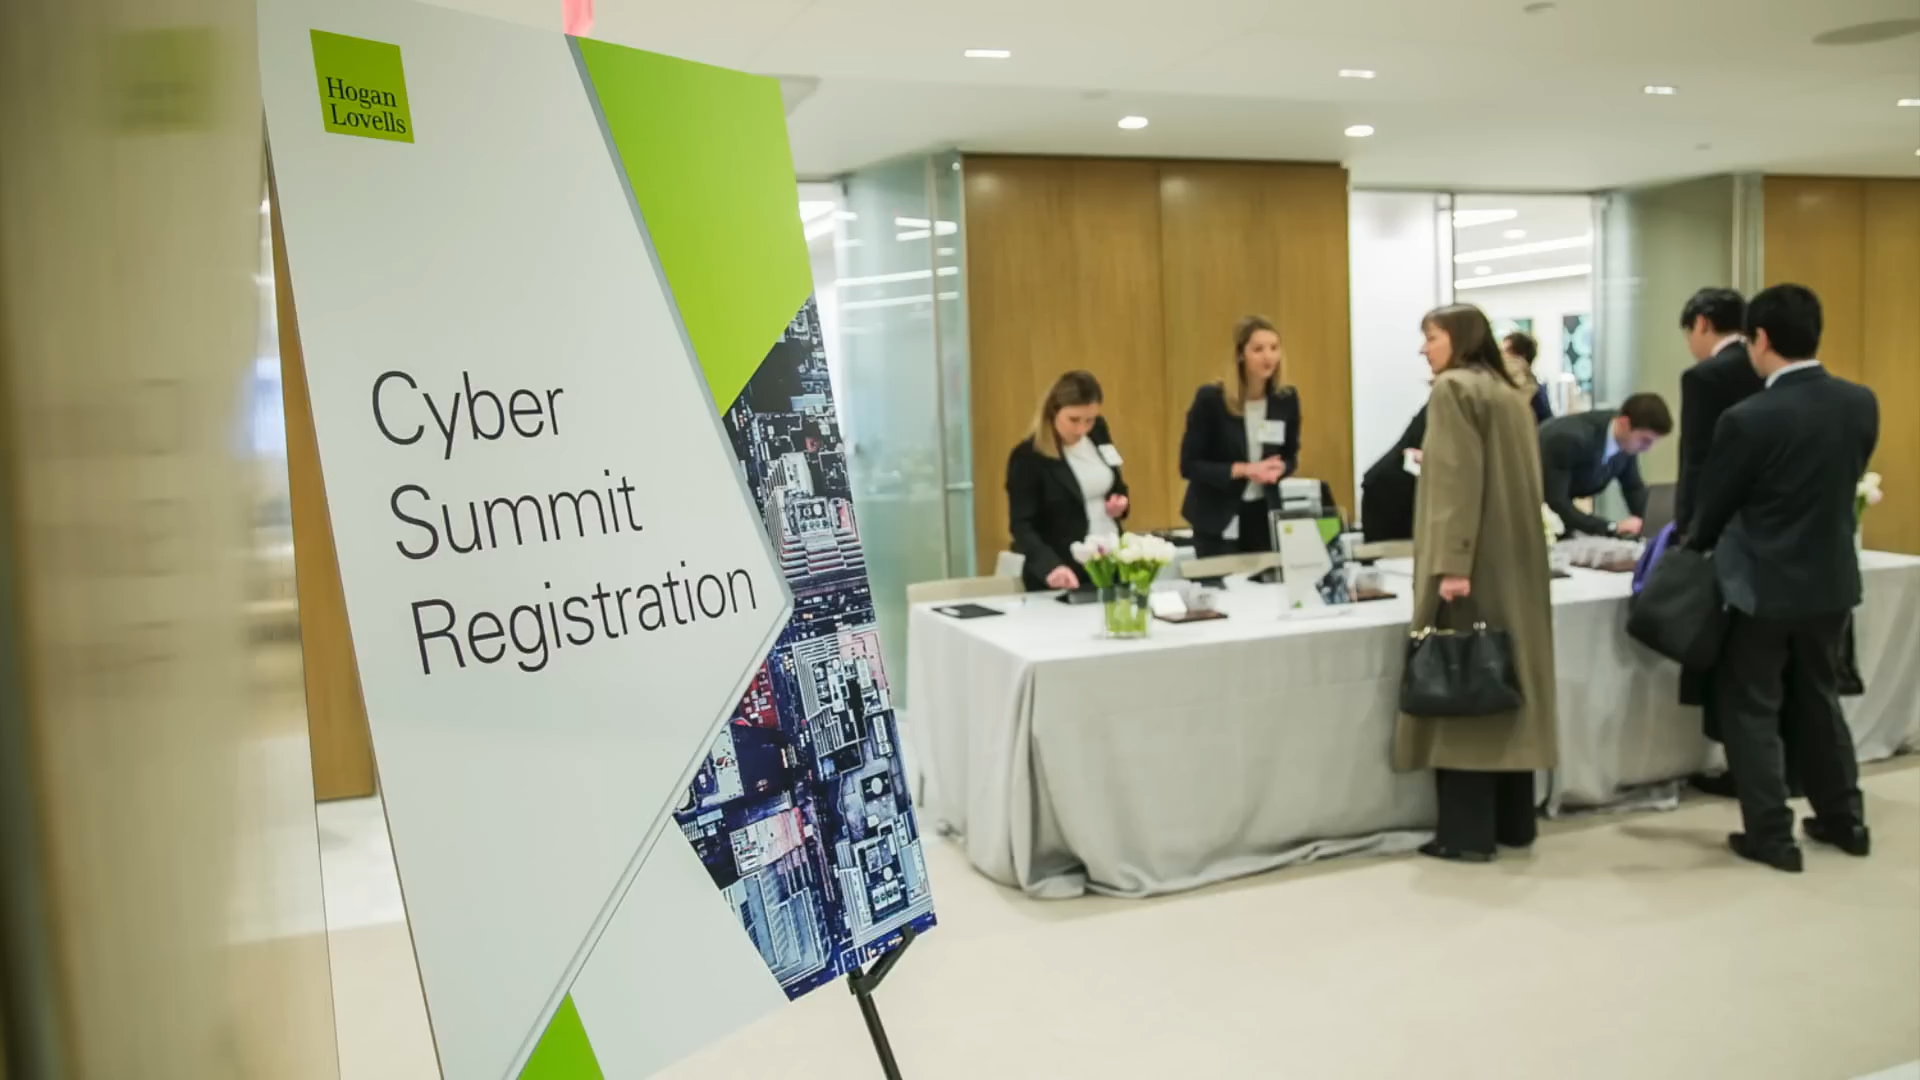 Hogan
Lovells
Cyber
Summit
Registration